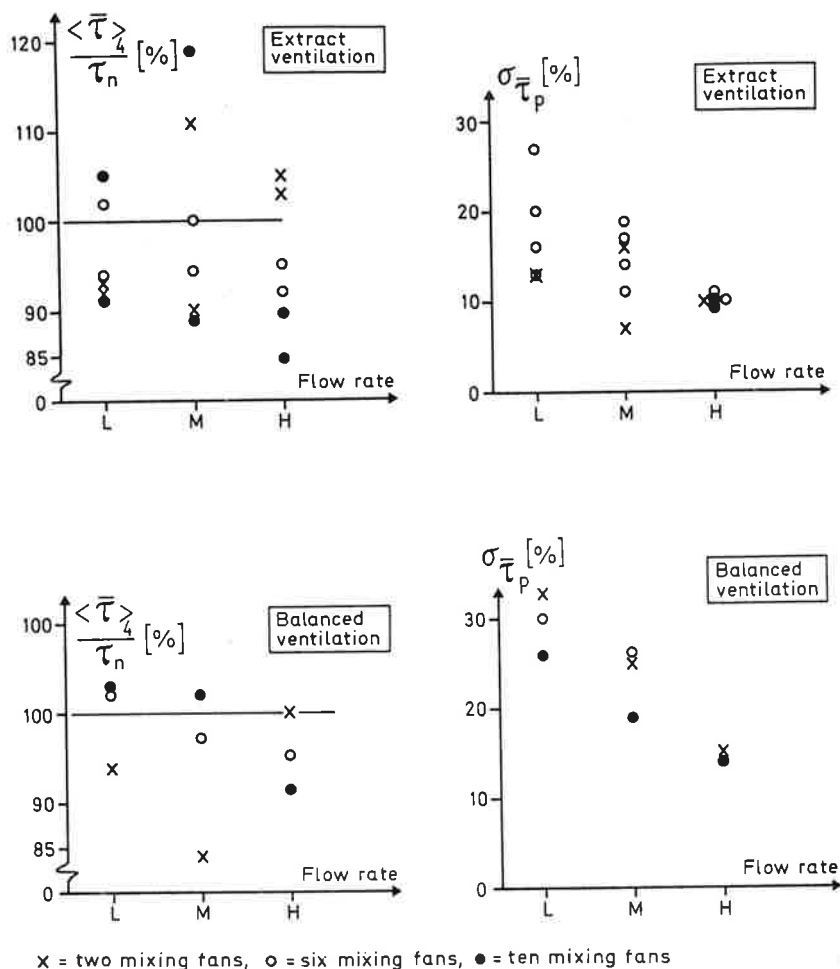 <τ̄>₄ / τₙ [%]
Extract ventilation
120
110
100
90
85
0
Flow rate
L M H
σ τ̄ₚ [%]
Extract ventilation
30
20
10
0
Flow rate
L M H
<τ̄>₄ / τₙ [%]
Balanced ventilation
100
100
90
85
0
Flow rate
L M H
σ τ̄ₚ [%]
Balanced ventilation
30
20
10
0
Flow rate
L M H
x = two mixing fans, o = six mixing fans, ● = ten mixing fans